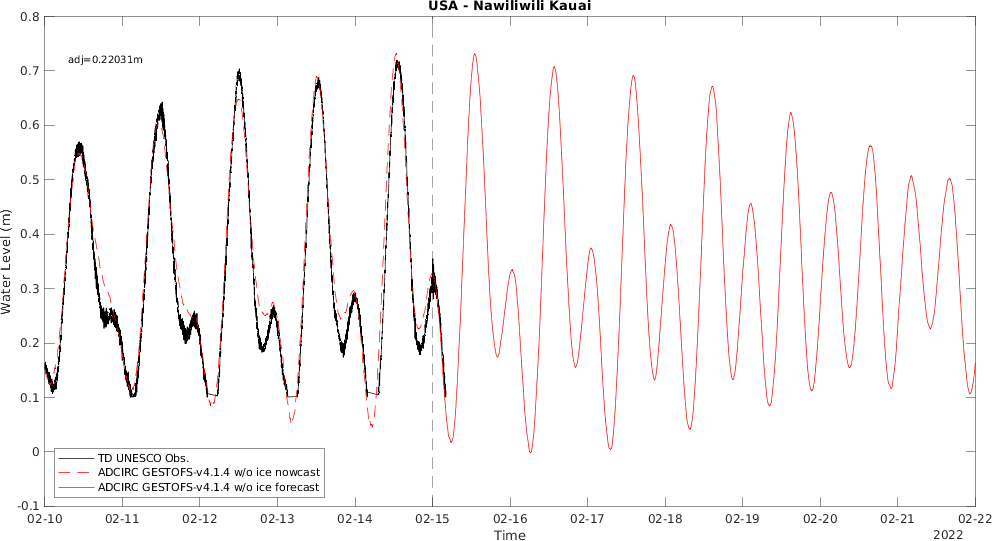 USA - Nawiliwili Kauai
0.8
0.7
0.6
0.5
0.4
0.3
0.2
0.1
0
-0.1
Water Level (m)
adj=0.22031m
TD UNESCO Obs.
ADCIRC GESTOFS-v4.1.4 w/o ice nowcast
ADCIRC GESTOFS-v4.1.4 w/o ice forecast
02-10 02-11 02-12 02-13 02-14 02-15 02-16 02-17 02-18 02-19 02-20 02-21 02-22
Time
2022